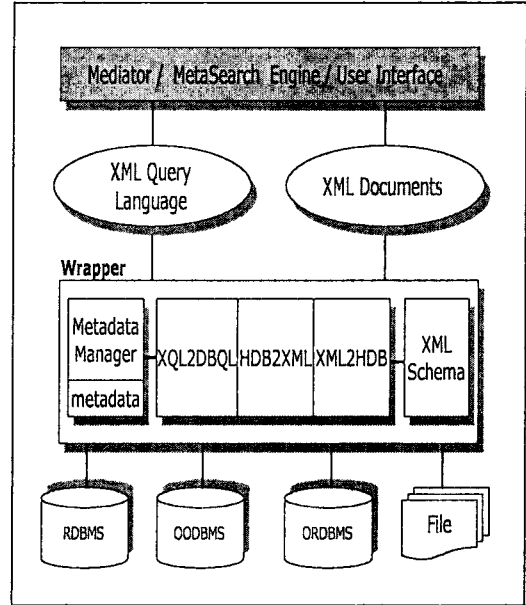 Mediator / MetaSearch Engine / User Interface
XML Query
Language
XML Documents
Wrapper
Metadata
Manager
metadata
XQL2DBQL
HDB2XML
XML2HDB
XML
Schema
RDBMS
OODBMS
ORDBMS
File